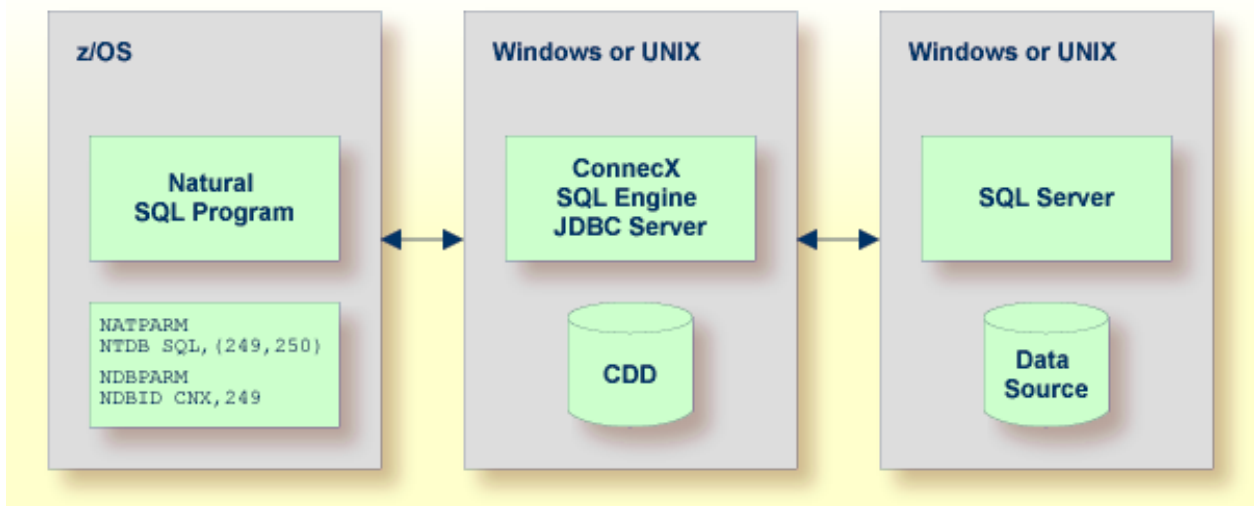 z/OS
Natural
SQL Program
NATPARM
NTDB SQL,(249,250)
NDBPARM
NDBID CNX,249
Windows or UNIX
ConnecX
SQL Engine
JDBC Server
CDD
Windows or UNIX
SQL Server
Data
Source